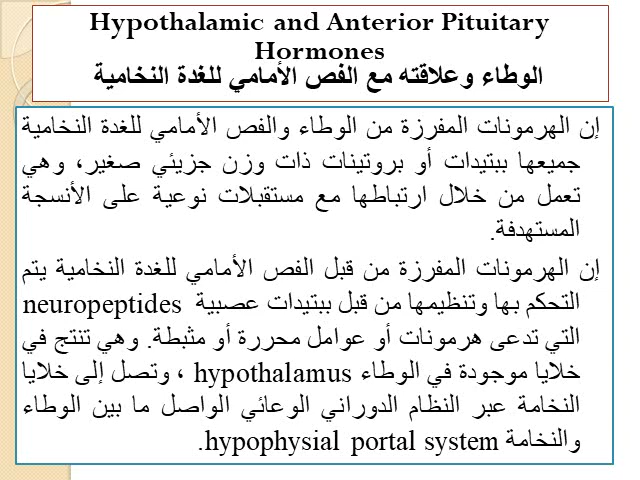 Hypothalamic and Anterior Pituitary
Hormones
الوطاء وعلاقته مع الفص الأمامي للغدة النخامية
إن الهرمونات المفرزة من الوطاء والفص الأمامي للغدة النخامية
جميعها ببتيدات أو بروتينات ذات وزن جزيئي صغير، وهي
تعمل من خلال ارتباطها مع مستقبلات نوعية على الأنسجة
المستهدفة.
إن الهرمونات المفرزة من قبل الفص الأمامي للغدة النخامية يتم
التحكم بها وتنظيمها من قبل ببتيدات عصبية neuropeptides
التي تدعى هرمونات أو عوامل محررة أو مثبطة. وهي تنتج في
خلايا موجودة في الوطاء hypothalamus ، وتصل إلى خلايا
النخامة عبر النظام الدوراني الوعائي الواصل ما بين الوطاء
والنخامة hypophysial portal system.